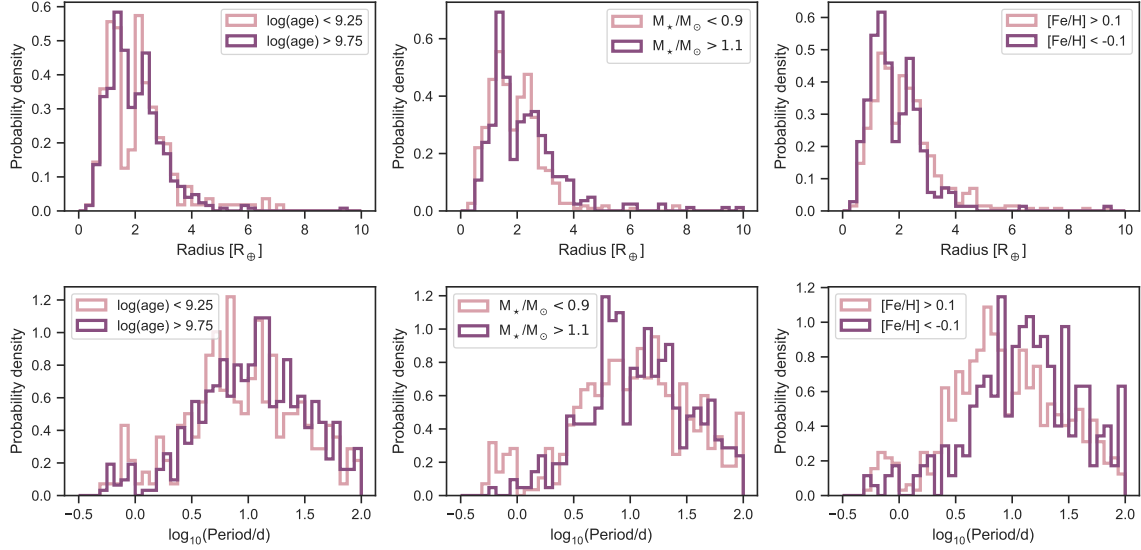 log(age) < 9.25
log(age) > 9.75
Probability density
0.6
0.5
0.4
0.3
0.2
0.1
0.0
0 2 4 6 8 10
Radius [R⊕]
M⋆/M⊙ < 0.9
M⋆/M⊙ > 1.1
Probability density
0.6
0.4
0.2
0.0
0 2 4 6 8 10
Radius [R⊕]
[Fe/H] > 0.1
[Fe/H] < -0.1
Probability density
0.6
0.5
0.4
0.3
0.2
0.1
0.0
0 2 4 6 8 10
Radius [R⊕]
log(age) < 9.25
log(age) > 9.75
Probability density
1.2
1.0
0.8
0.6
0.4
0.2
0.0
−0.5 0.0 0.5 1.0 1.5 2.0
log₁₀(Period/d)
M⋆/M⊙ < 0.9
M⋆/M⊙ > 1.1
Probability density
1.2
1.0
0.8
0.6
0.4
0.2
0.0
−0.5 0.0 0.5 1.0 1.5 2.0
log₁₀(Period/d)
[Fe/H] > 0.1
[Fe/H] < -0.1
Probability density
1.2
1.0
0.8
0.6
0.4
0.2
0.0
−0.5 0.0 0.5 1.0 1.5 2.0
log₁₀(Period/d)